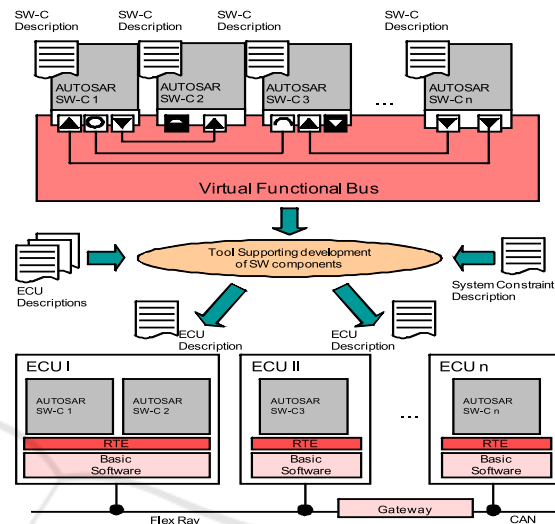 SW-C
Description
SW-C
Description
SW-C
Description
SW-C
Description
AUTOSAR
SW-C 1
AUTOSAR
SW-C 2
AUTOSAR
SW-C 3
...
AUTOSAR
SW-C n
Virtual Functional Bus
Tool Supporting development
of SW components
ECU
Descriptions
System Constraint
Description
ECU
Description
ECU
Description
ECU I
AUTOSAR
SW-C 1
AUTOSAR
SW-C 2
RTE
Basic
Software
ECU II
AUTOSAR
SW-C3
RTE
Basic
Software
...
ECU n
AUTOSAR
SW-C n
RTE
Basic
Software
Flex Ray
Gateway
CAN